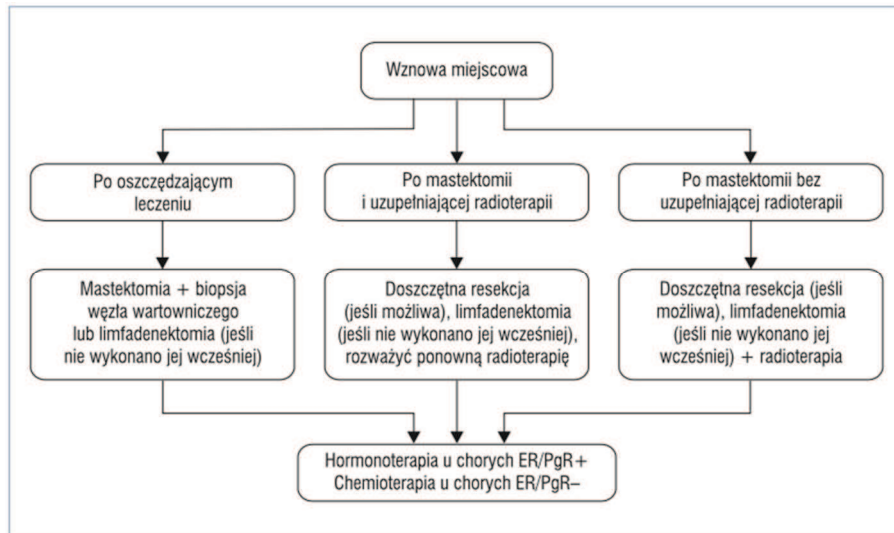 Wznowa miejscowa
Po oszczędzającym
leczeniu
Po mastektomii
i uzupełniającej radioterapii
Po mastektomii bez
uzupełniającej radioterapii
Mastektomia + biopsja
węzła wartowniczego
lub limfadenektomia (jeśli
nie wykonano jej wcześniej)
Doszczętna resekcja
(jeśli możliwa), limfadenektomia
(jeśli nie wykonano jej wcześniej),
rozważyć ponowną radioterapię
Doszczętna resekcja (jeśli
możliwa), limfadenektomia
(jeśli nie wykonano jej
wcześniej) + radioterapia
Hormonoterapia u chorych ER/PgR+
Chemioterapia u chorych ER/PgR–